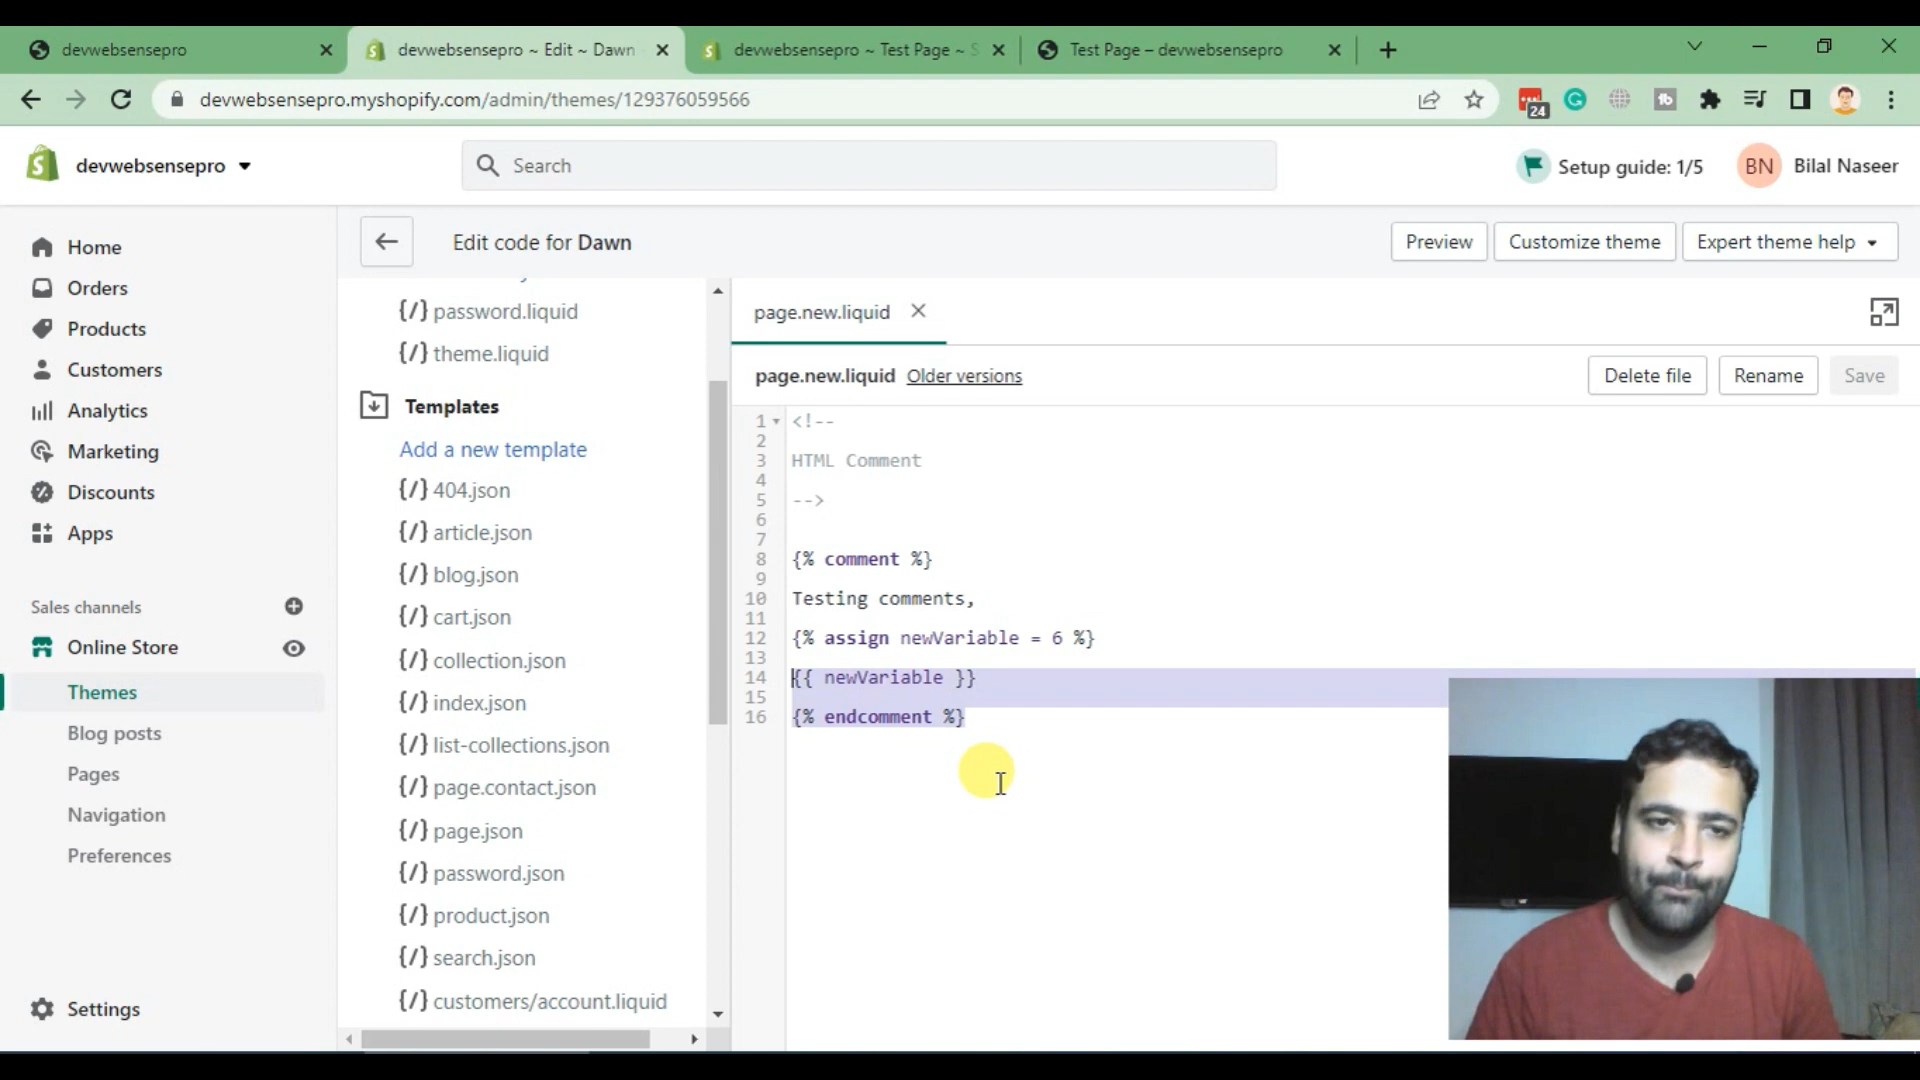 devwebsensepro
devwebsensepro ~ Edit ~ Dawn
devwebsensepro ~ Test Page ~ S
Test Page – devwebsensepro
devwebsensepro.myshopify.com/admin/themes/129376059566
24
devwebsensepro
Search
Setup guide: 1/5
BN
Bilal Naseer
Home
Orders
Products
Customers
Analytics
Marketing
Discounts
Apps
Sales channels
Online Store
Themes
Blog posts
Pages
Navigation
Preferences
Settings
Edit code for Dawn
Preview
Customize theme
Expert theme help
{/} password.liquid
{/} theme.liquid
Templates
Add a new template
{/} 404.json
{/} article.json
{/} blog.json
{/} cart.json
{/} collection.json
{/} index.json
{/} list-collections.json
{/} page.contact.json
{/} page.json
{/} password.json
{/} product.json
{/} search.json
{/} customers/account.liquid
page.new.liquid
page.new.liquid Older versions
Delete file
Rename
Save
1 <!--
2
3 HTML Comment
4
5 -->
6
7
8 {% comment %}
9
10 Testing comments,
11
12 {% assign newVariable = 6 %}
13
14 {{ newVariable }}
15
16 {% endcomment %}